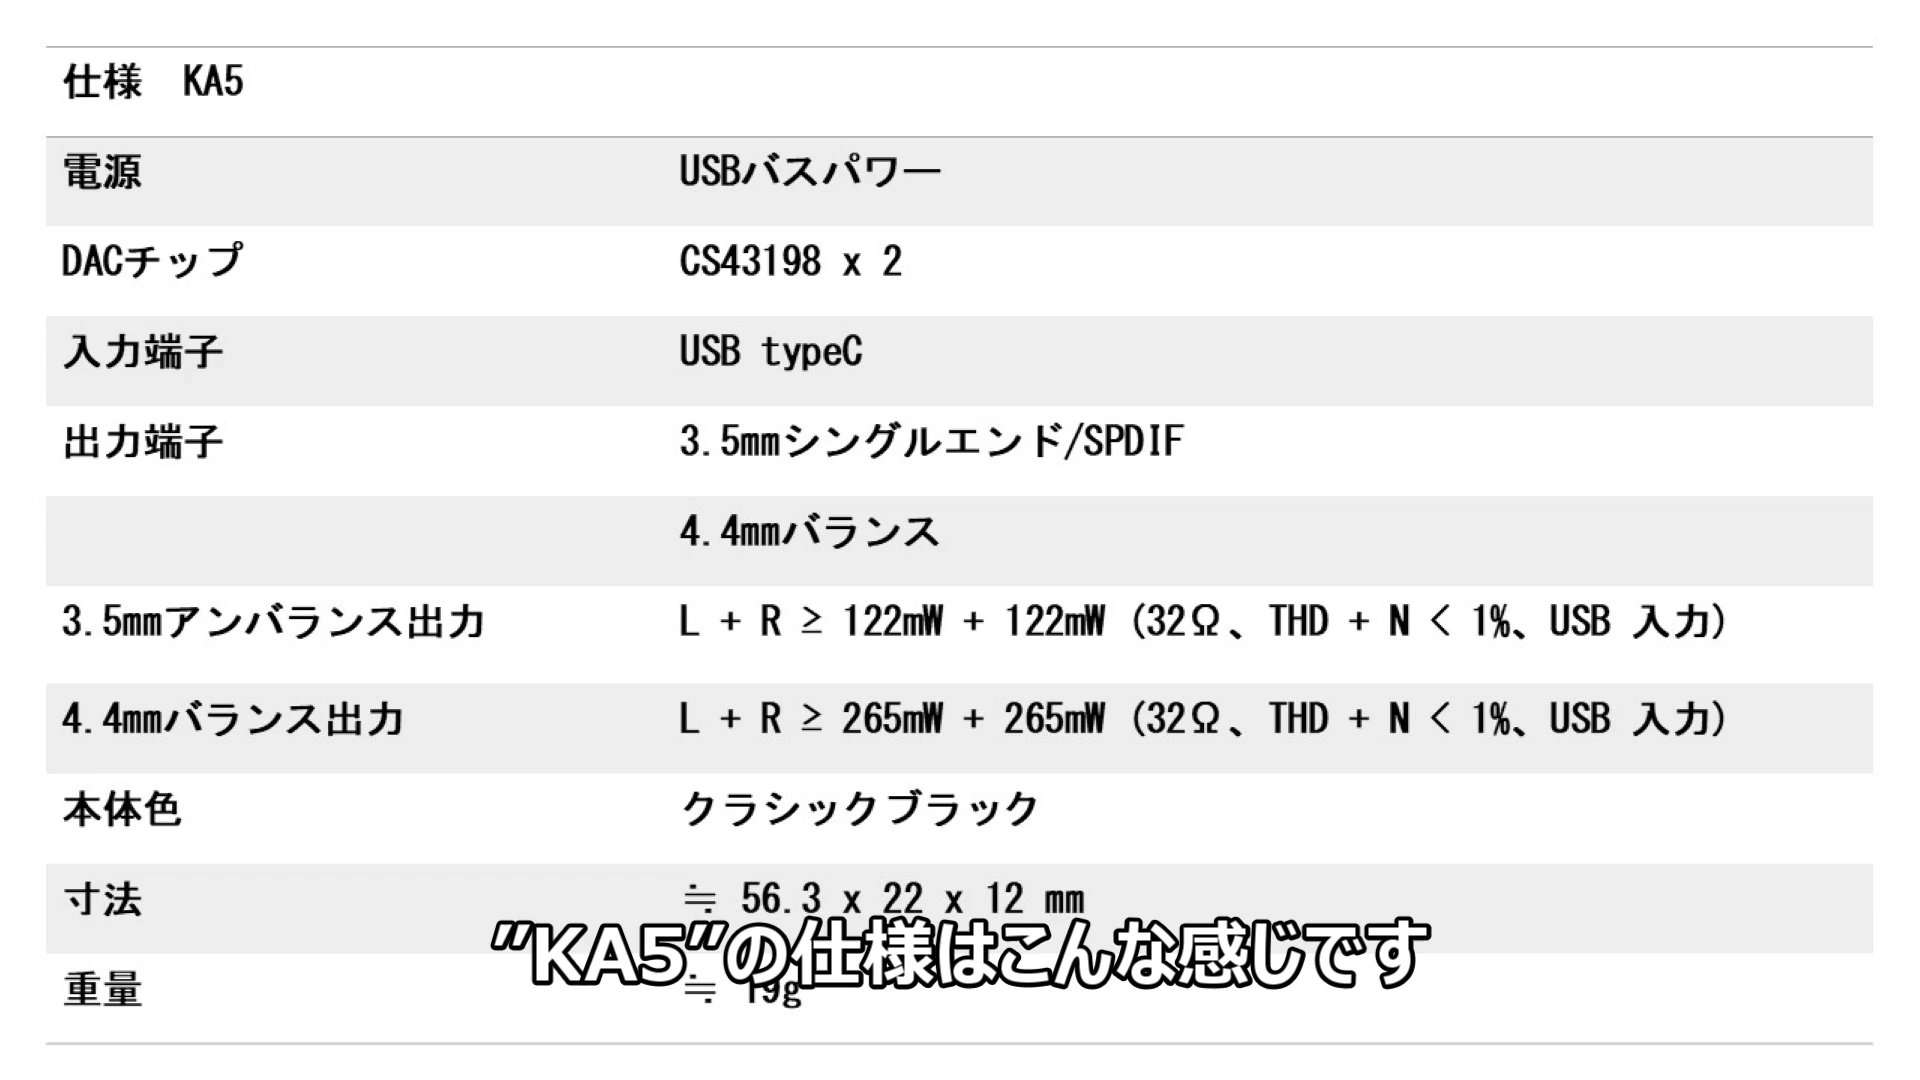 仕様　KA5
電源 USBバスパワー
DACチップ CS43198 x 2
入力端子 USB typeC
出力端子 3.5mmシングルエンド/SPDIF
4.4mmバランス
3.5mmアンバランス出力 L + R ≥ 122mW + 122mW (32Ω、THD + N < 1%、USB 入力)
4.4mmバランス出力 L + R ≥ 265mW + 265mW (32Ω、THD + N < 1%、USB 入力)
本体色 クラシックブラック
寸法 ≒ 56.3 x 22 x 12 mm
"KA5"の仕様はこんな感じです
重量 ≒ 19g